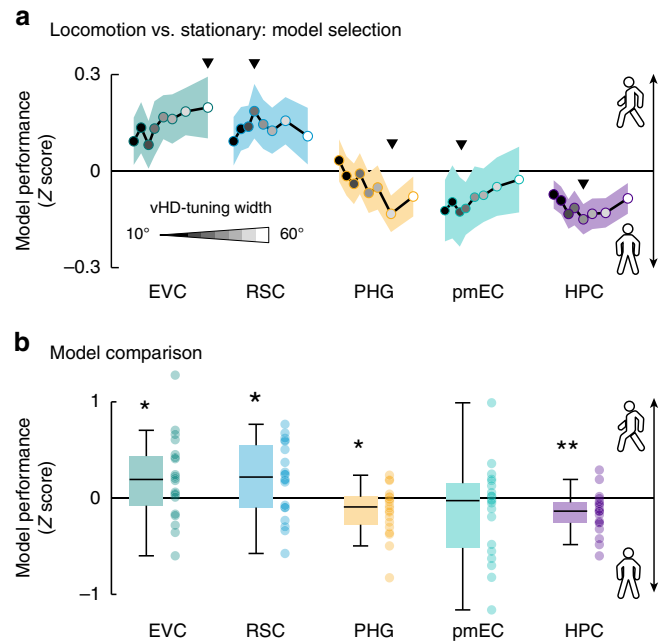 a Locomotion vs. stationary: model selection
0.3
0
–0.3
Model performance
(Z score)
vHD-tuning width
10° 60°
EVC RSC PHG pmEC HPC
b Model comparison
1
0
–1
Model performance
(Z score)
* * * **
EVC RSC PHG pmEC HPC